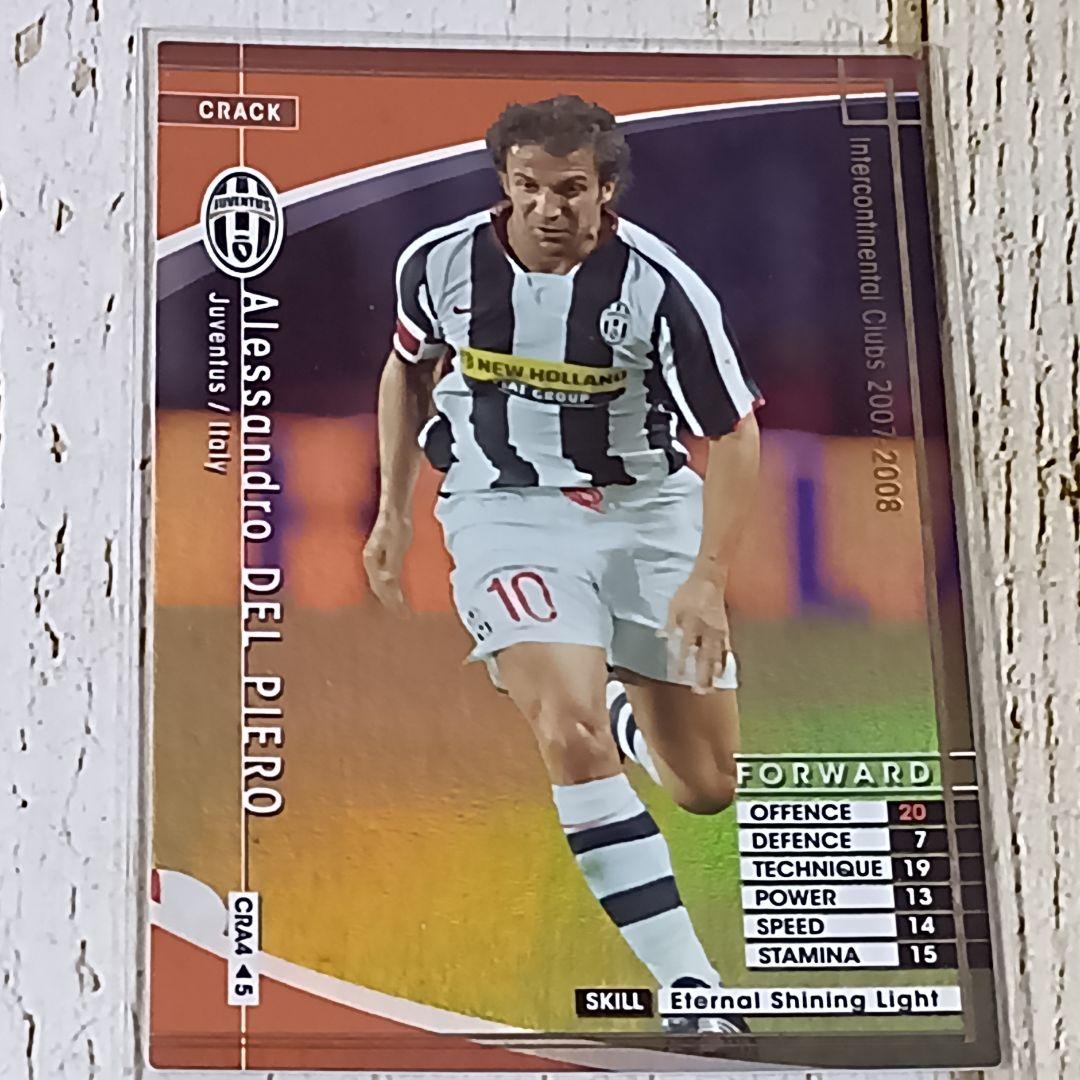 CRACK
JUVENTUS
Alessandro DEL PIERO
Juventus / Italy
Intercontinental Clubs 2007-2008
NEW HOLLAND
FIAT GROUP
10
FORWARD
OFFENCE 20
DEFENCE 7
TECHNIQUE 19
POWER 13
SPEED 14
STAMINA 15
CRA4 ◀ 5
SKILL Eternal Shining Light